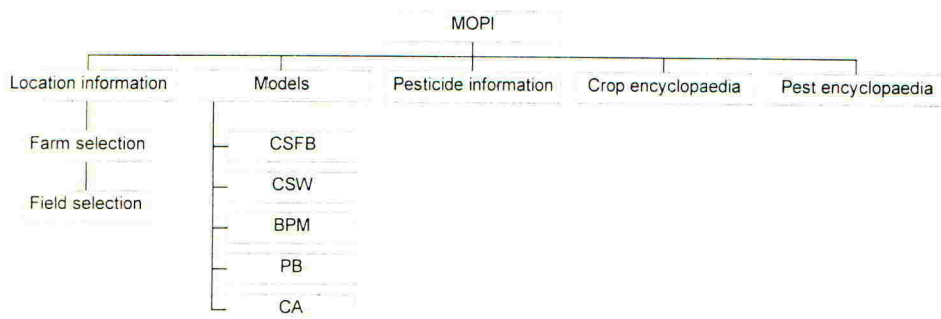 MOPI
Location information
Models
Pesticide information
Crop encyclopaedia
Pest encyclopaedia
Farm selection
Field selection
CSFB
CSW
BPM
PB
CA